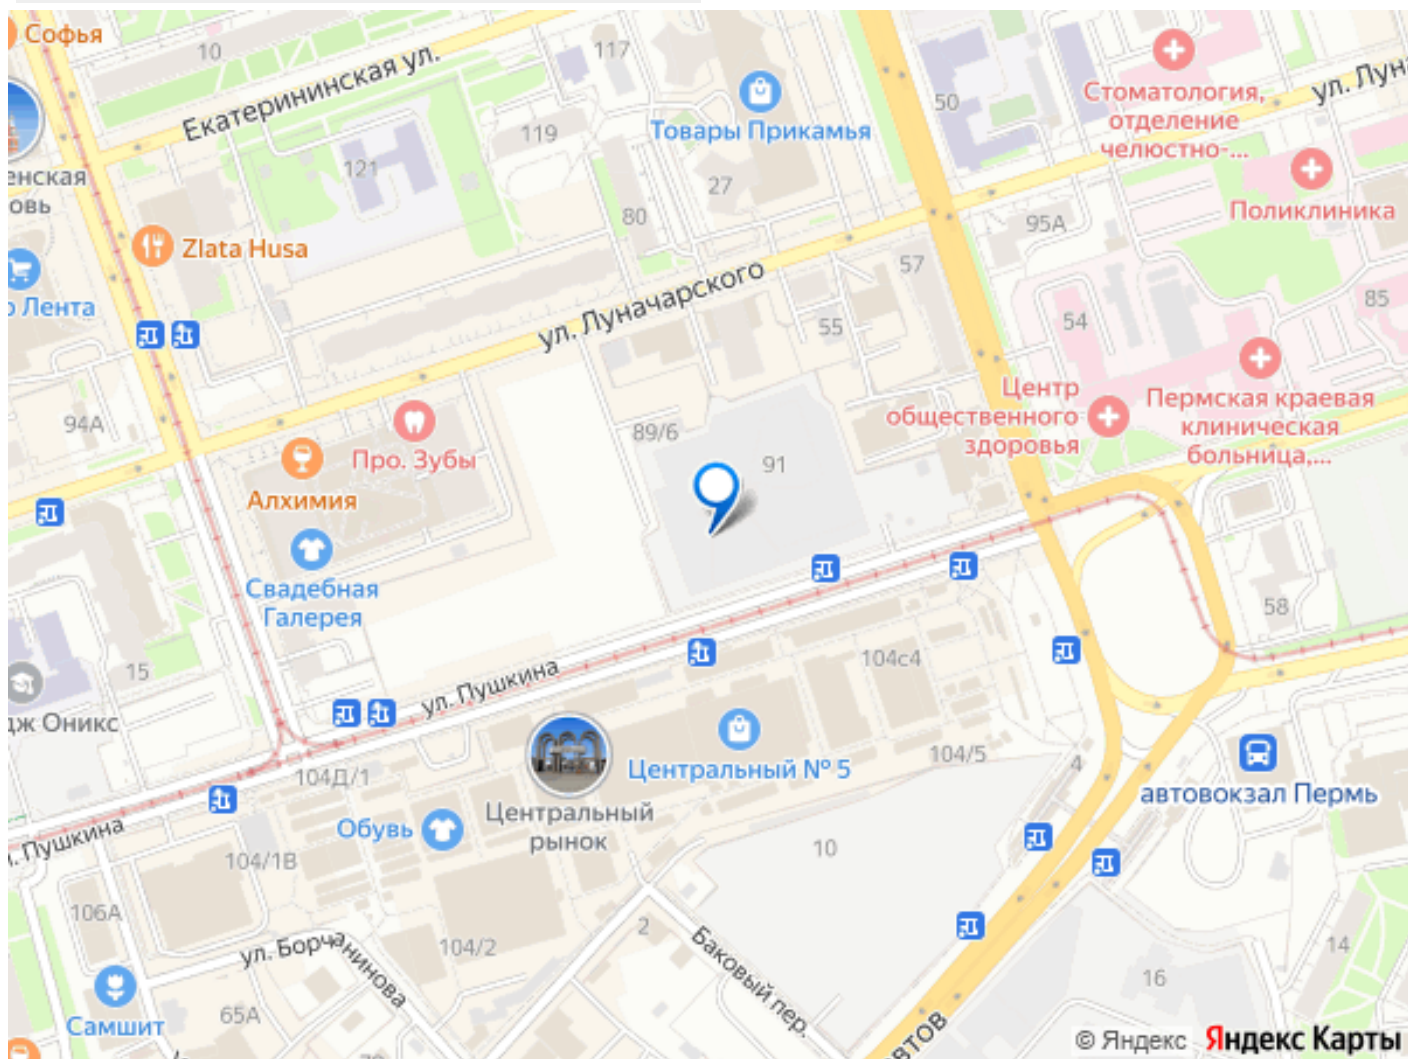 Софья
10
Екатерининская ул.
117
Товары Прикамья
50
Стоматология,
отделение
челюстно-...
ул. Луна
119
121
27
80
енская
овь
Поликлиника
95А
Zlata Husa
57
о Лента
ул. Луначарского
55
54
85
Центр
общественного
здоровья
Пермская краевая
клиническая
больница,...
94А
Про. Зубы
89/6
91
Алхимия
Свадебная
Галерея
58
15
104с4
ул. Пушкина
дж Оникс
Центральный № 5
104/5
4
автовокзал Пермь
104Д/1
Центральный
рынок
Обувь
л. Пушкина
104/1В
10
106А
2
104/2
ул. Борчанинова
Баковый пер.
14
16
Самшит
65А
втов
© Яндекс Яндекс Карты